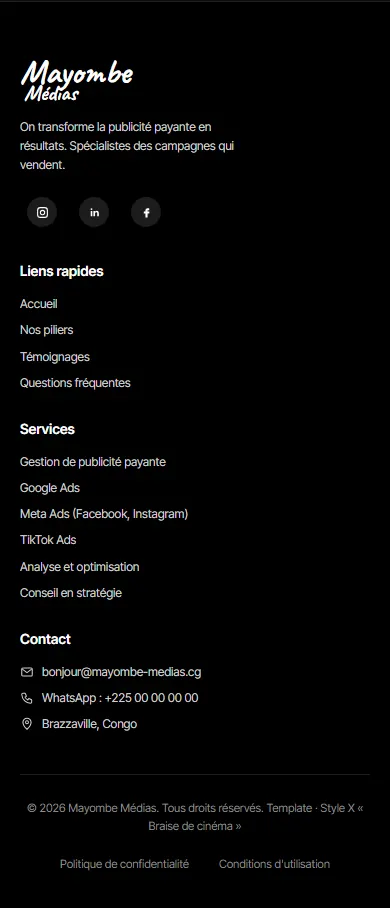 Mayombe
Médias
On transforme la publicité payante en
résultats. Spécialistes des campagnes qui
vendent.
Liens rapides
Accueil
Nos piliers
Témoignages
Questions fréquentes
Services
Gestion de publicité payante
Google Ads
Meta Ads (Facebook, Instagram)
TikTok Ads
Analyse et optimisation
Conseil en stratégie
Contact
bonjour@mayombe-medias.cg
WhatsApp : +225 00 00 00 00
Brazzaville, Congo
© 2026 Mayombe Médias. Tous droits réservés. Template · Style X «
Braise de cinéma »
Politique de confidentialité
Conditions d'utilisation